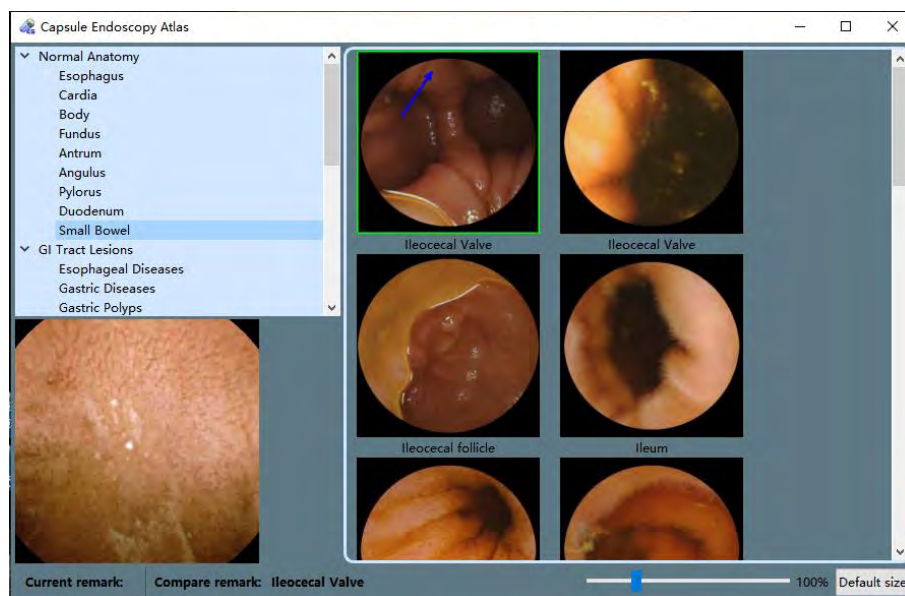 Capsule Endoscopy Atlas
Normal Anatomy
Esophagus
Cardia
Body
Fundus
Antrum
Angulus
Pylorus
Duodenum
Small Bowel
GI Tract Lesions
Esophageal Diseases
Gastric Diseases
Gastric Polyps
Ileocecal Valve
Ileocecal Valve
Ileocecal follicle
Ileum
Current remark:
Compare remark: Ileocecal Valve
100%
Default size